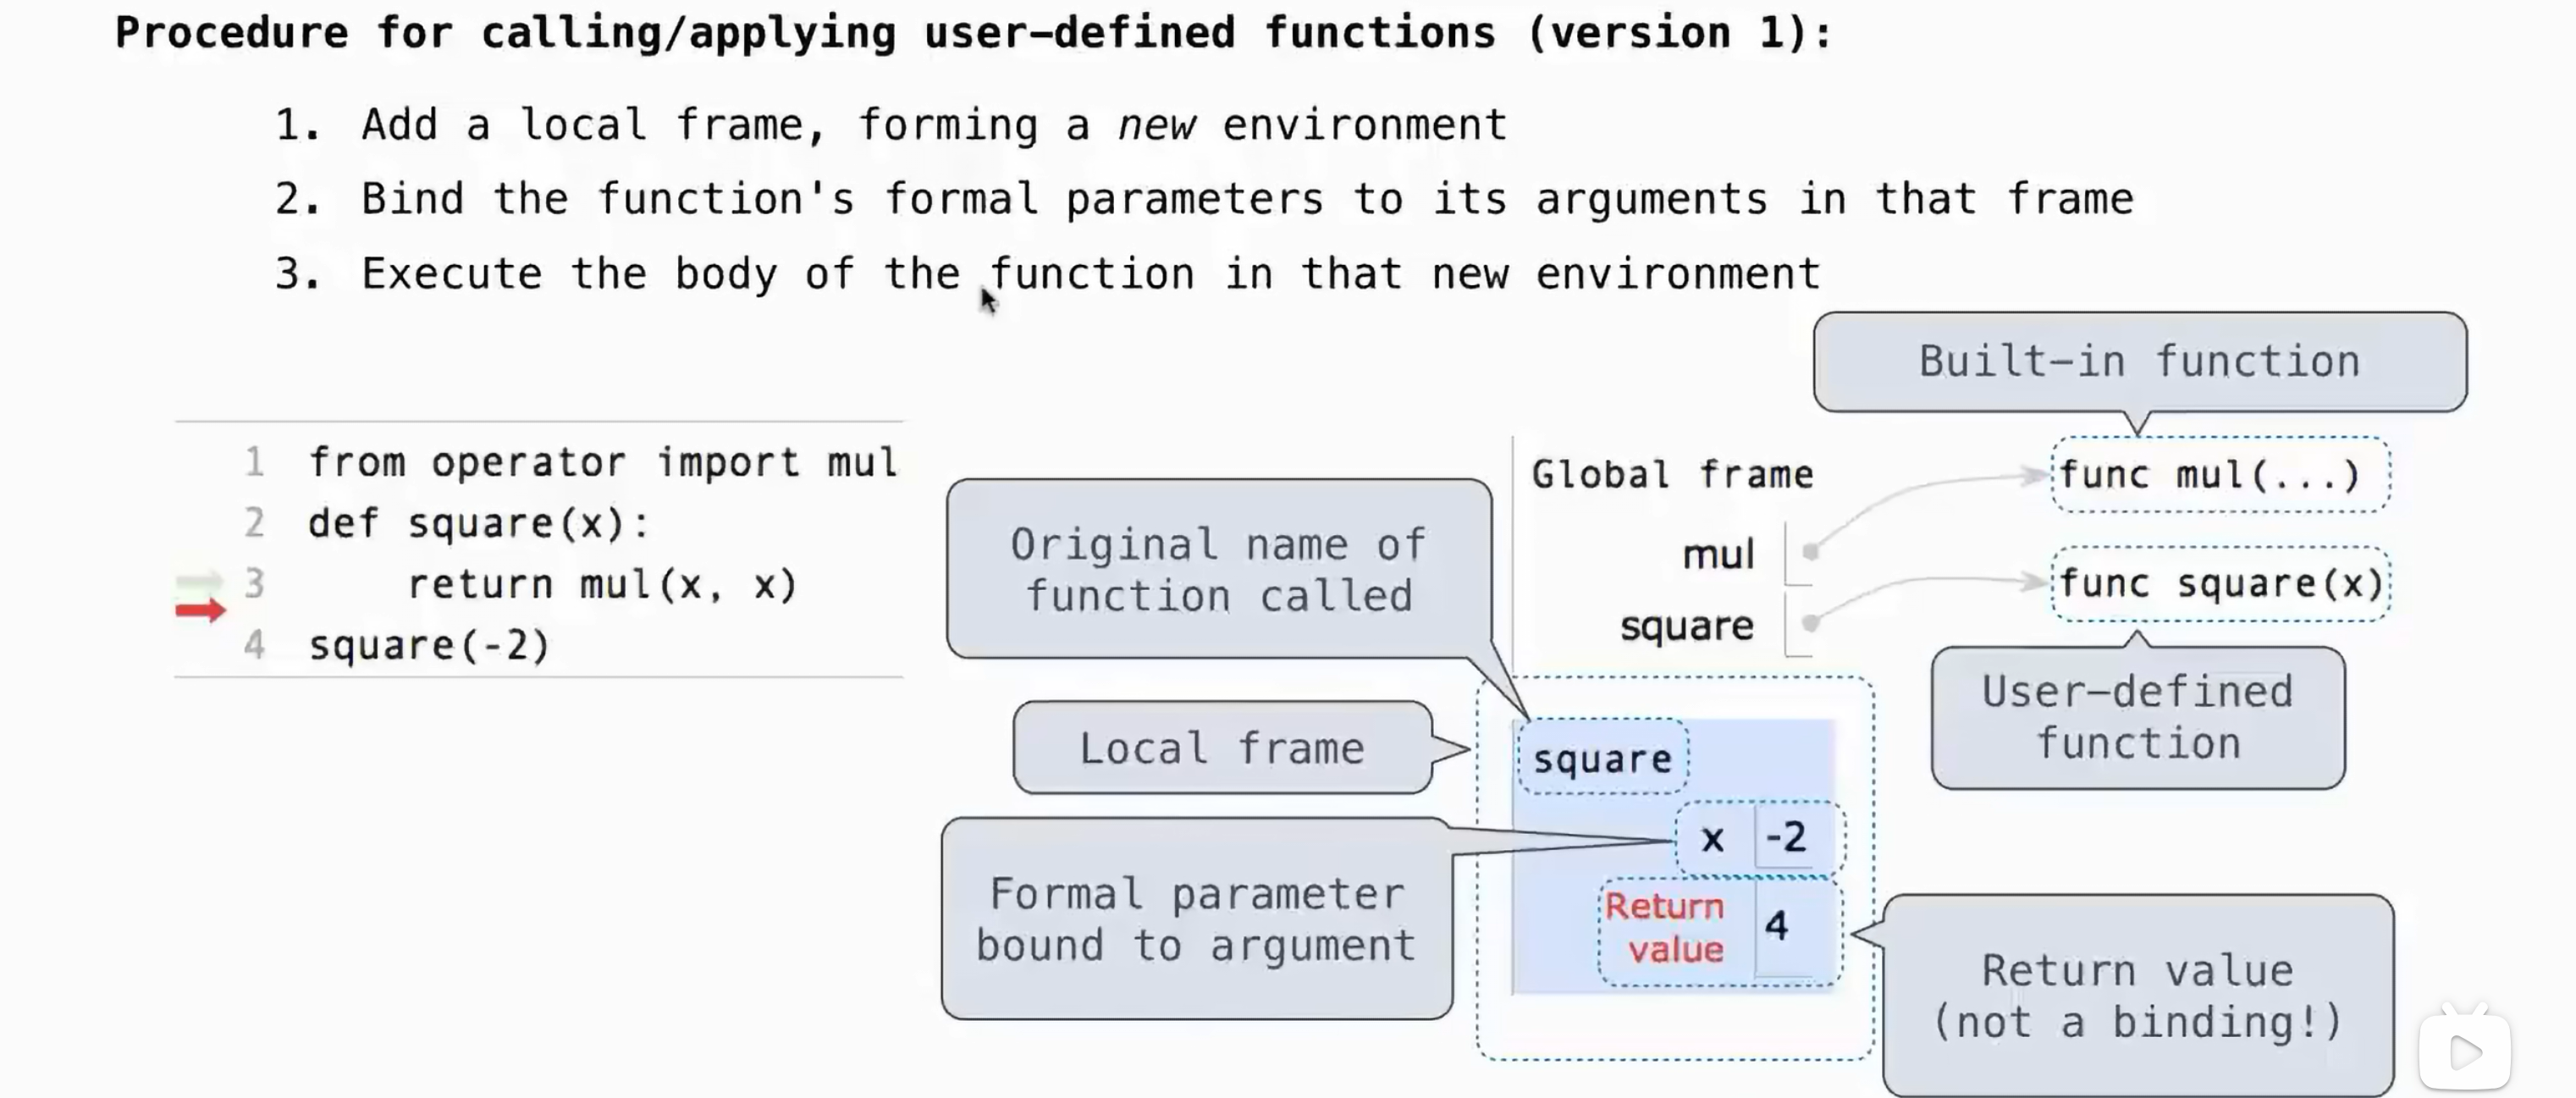 Procedure for calling/applying user-defined functions (version 1):
1. Add a local frame, forming a new environment
2. Bind the function's formal parameters to its arguments in that frame
3. Execute the body of the function in that new environment
1 from operator import mul
2 def square(x):
3 return mul(x, x)
4 square(-2)
Built-in function
Global frame
mul
square
func mul(...)
func square(x)
User-defined
function
Original name of
function called
Local frame
square
Formal parameter
bound to argument
x -2
Return
value
4
Return value
(not a binding!)